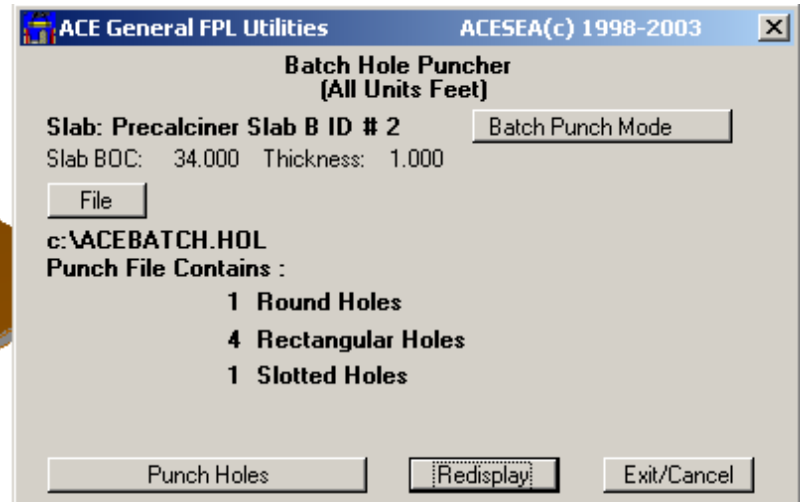 ACE General FPL Utilities ACESEA(c) 1998-2003
Batch Hole Puncher
(All Units Feet)
Slab: Precalciner Slab B ID # 2 Batch Punch Mode
Slab BOC: 34.000 Thickness: 1.000
File
c:\ACEBATCH.HOL
Punch File Contains :
1 Round Holes
4 Rectangular Holes
1 Slotted Holes
Punch Holes Redisplay Exit/Cancel